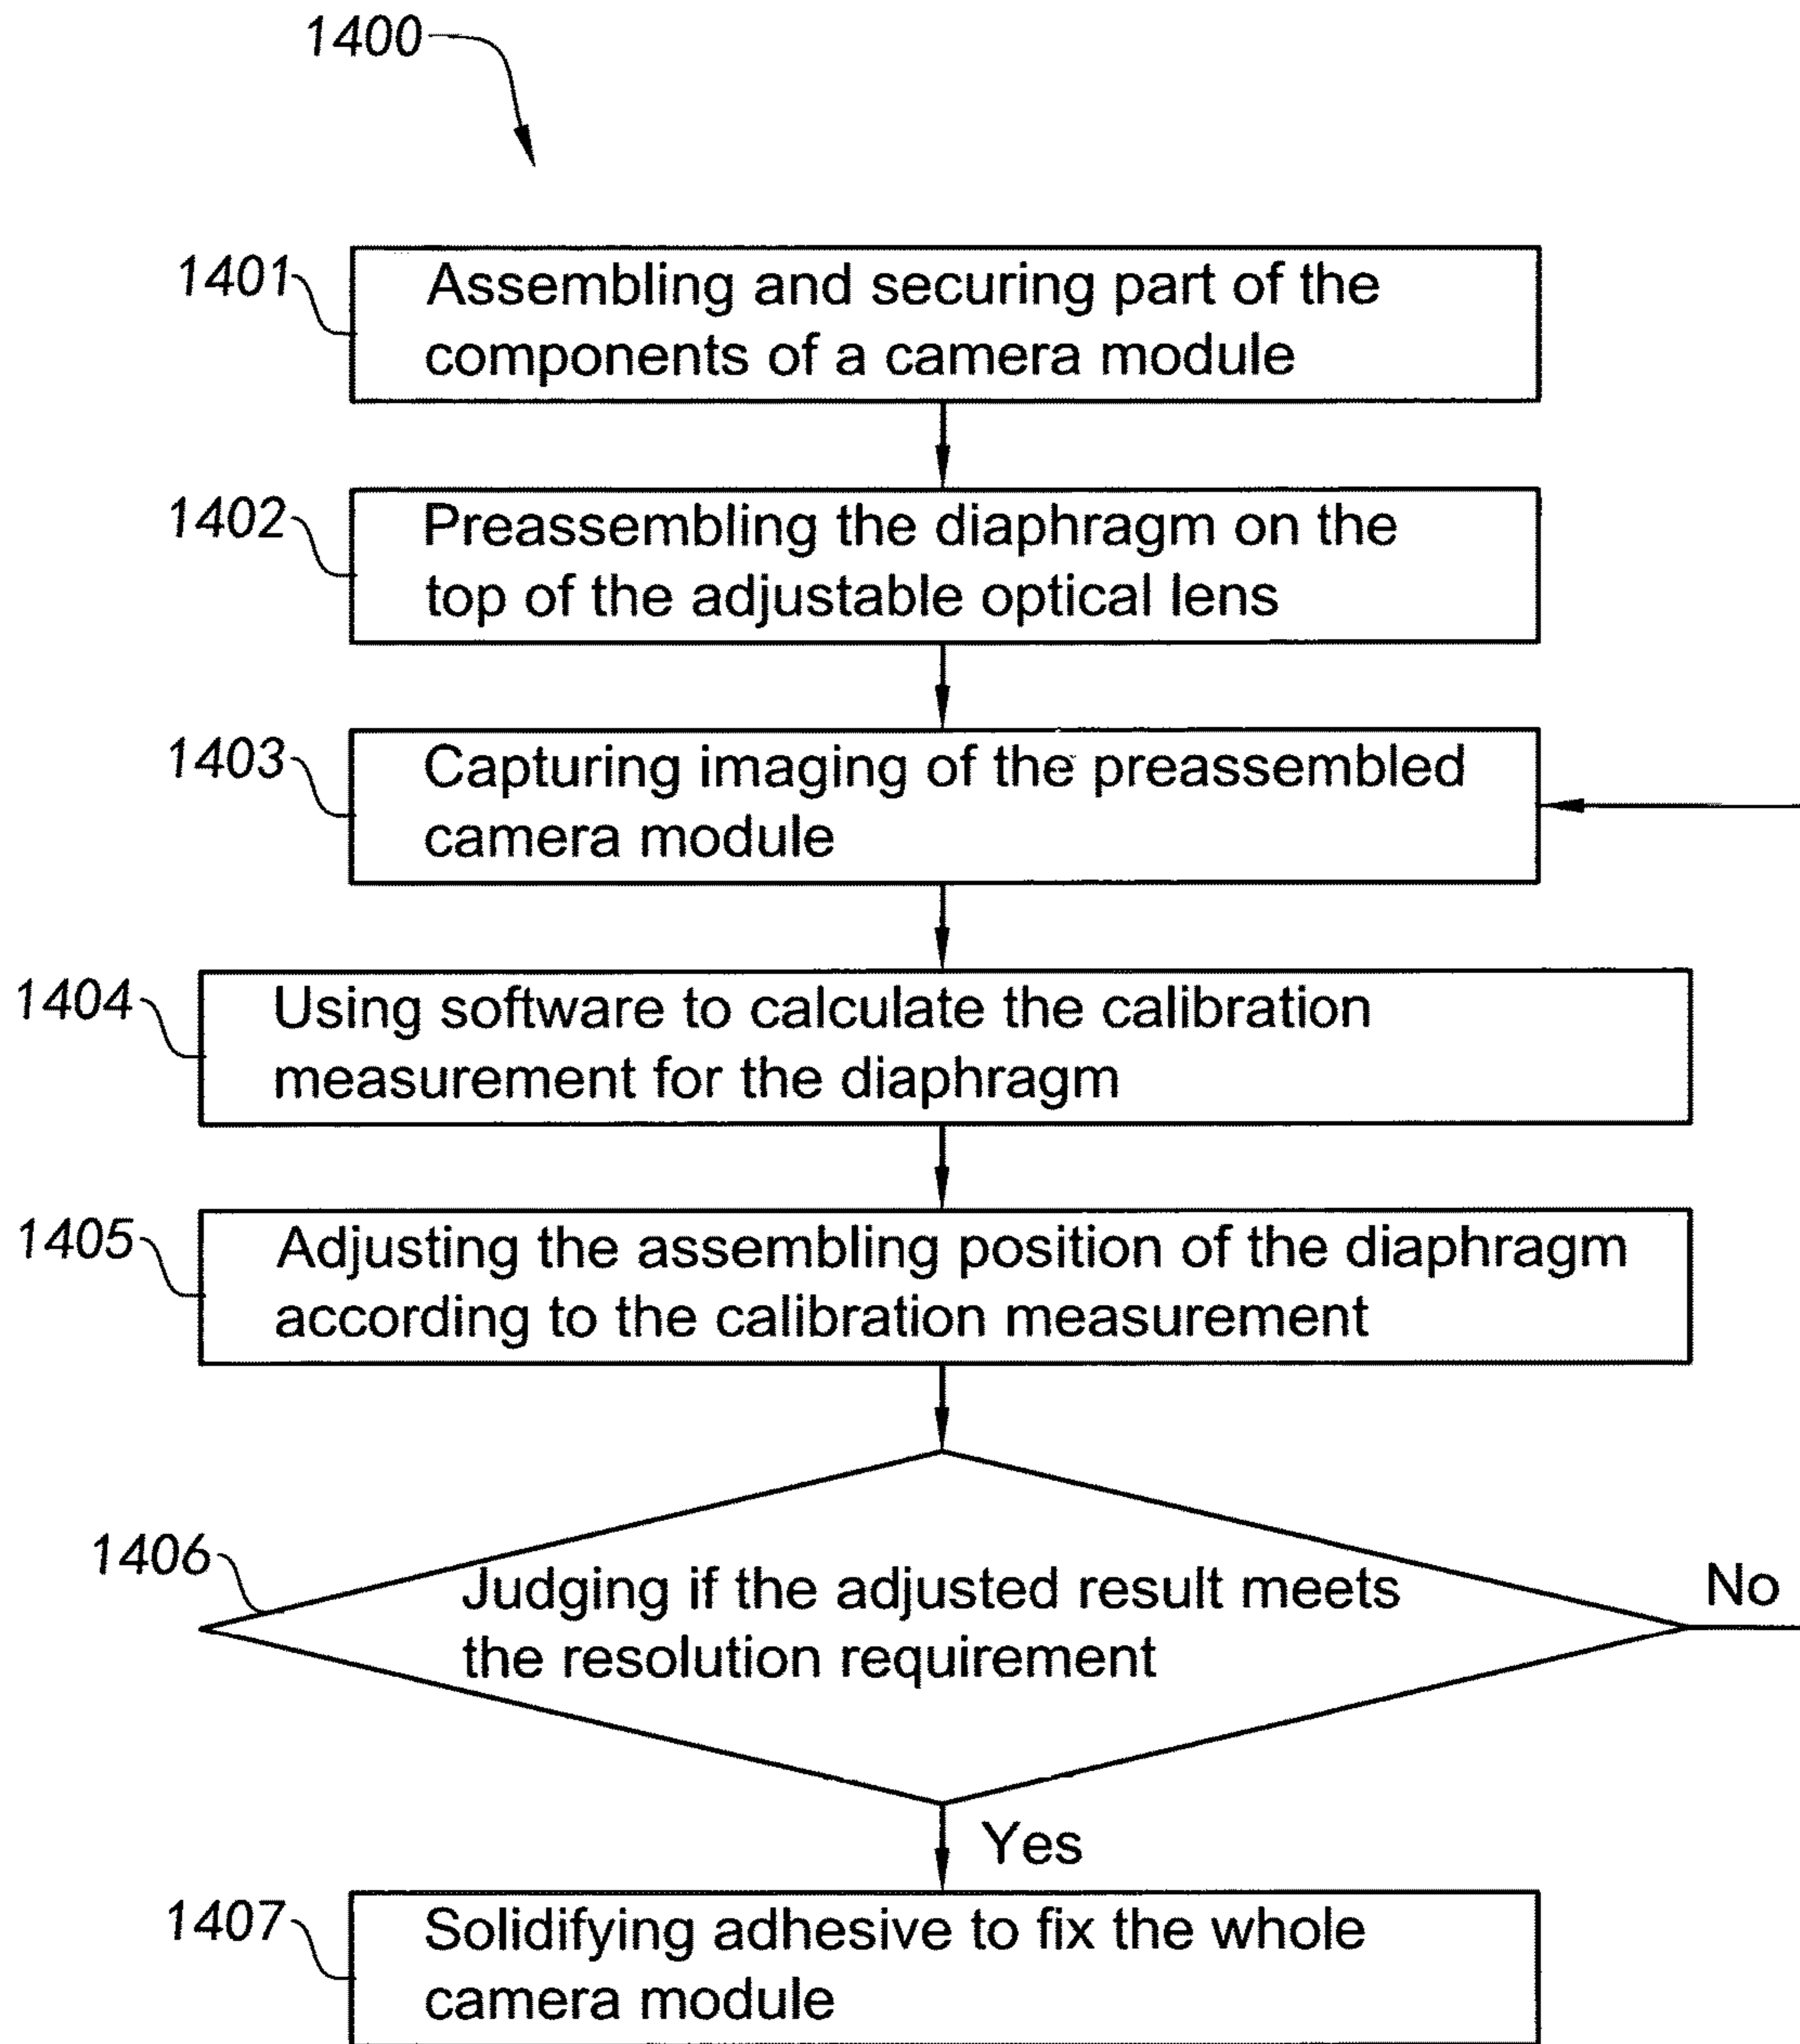 1400
1401
Assembling and securing part of the
components of a camera module
1402
Preassembling the diaphragm on the
top of the adjustable optical lens
1403
Capturing imaging of the preassembled
camera module
1404
Using software to calculate the calibration
measurement for the diaphragm
1405
Adjusting the assembling position of the diaphragm
according to the calibration measurement
1406
Judging if the adjusted result meets
the resolution requirement
No
Yes
1407
Solidifying adhesive to fix the whole
camera module